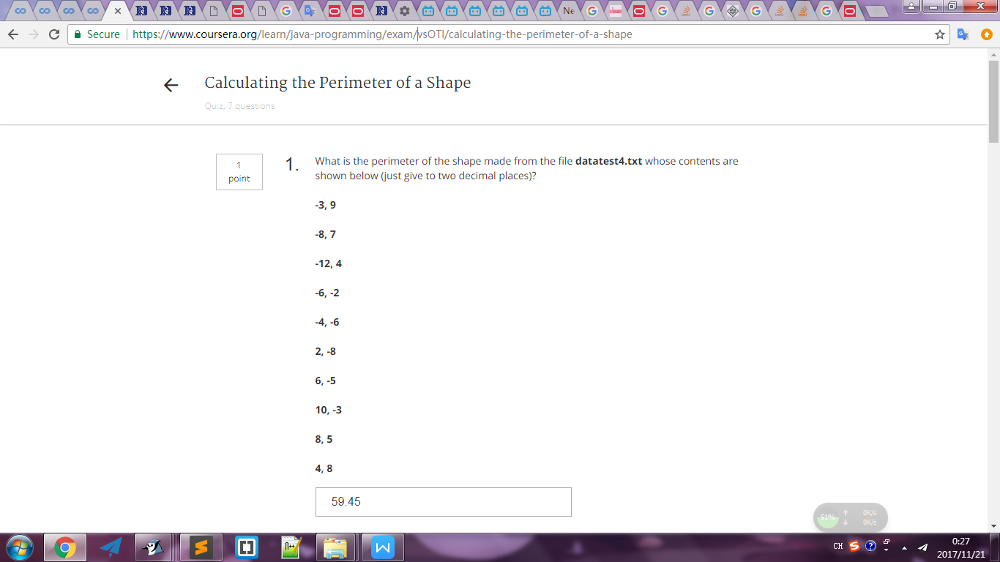 Ne
Secure | https://www.coursera.org/learn/java-programming/exam/vsOTI/calculating-the-perimeter-of-a-shape
Calculating the Perimeter of a Shape
Quiz, 7 questions
1
point
1.
What is the perimeter of the shape made from the file datatest4.txt whose contents are
shown below (just give to two decimal places)?
-3, 9
-8, 7
-12, 4
-6, -2
-4, -6
2, -8
6, -5
10, -3
8, 5
4, 8
59.45
51%
0K/s
0K/s
CH
0:27
2017/11/21